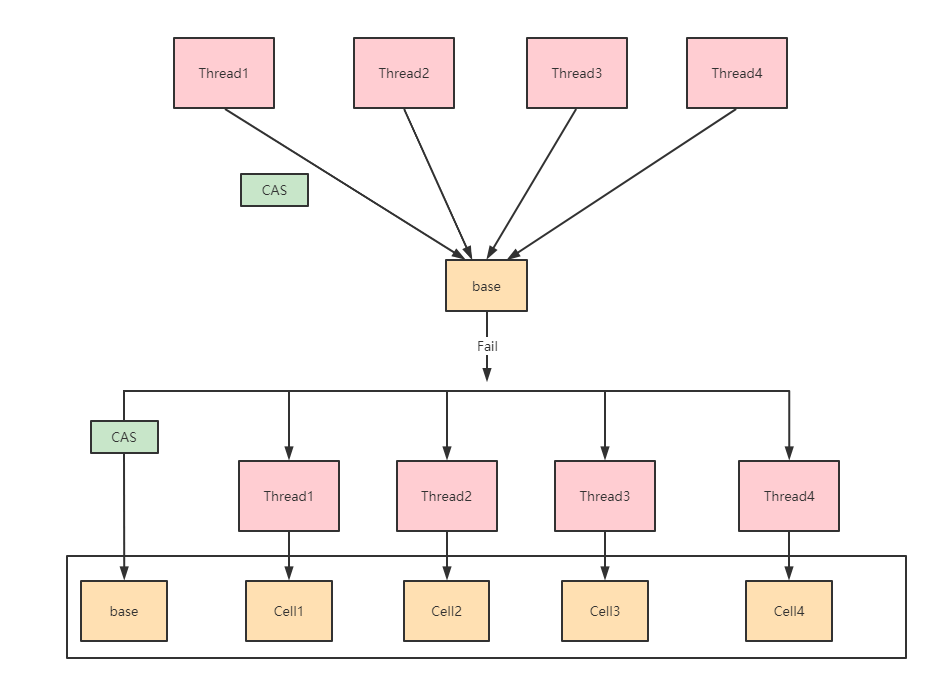 Thread1
Thread2
Thread3
Thread4
CAS
base
Fail
CAS
Thread1
Thread2
Thread3
Thread4
base
Cell1
Cell2
Cell3
Cell4